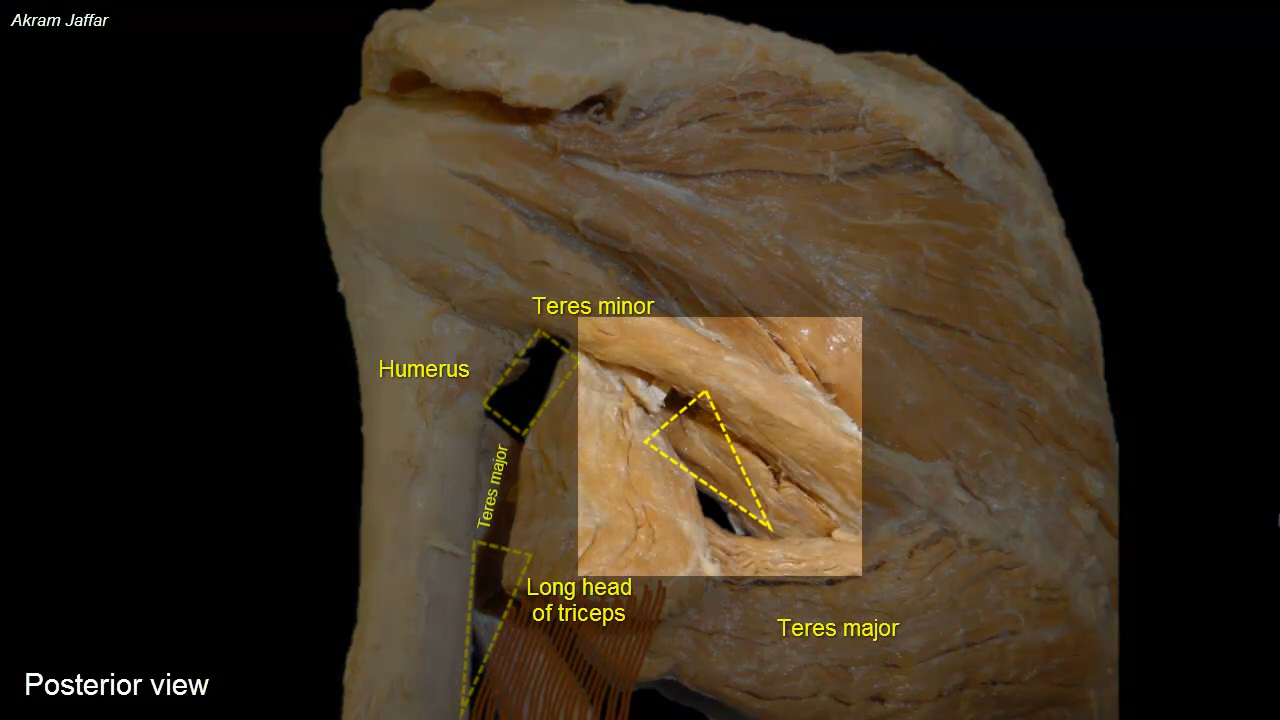 Akram Jaffar
Teres minor
Humerus
Teres major
Long head
of triceps
Teres major
Posterior view